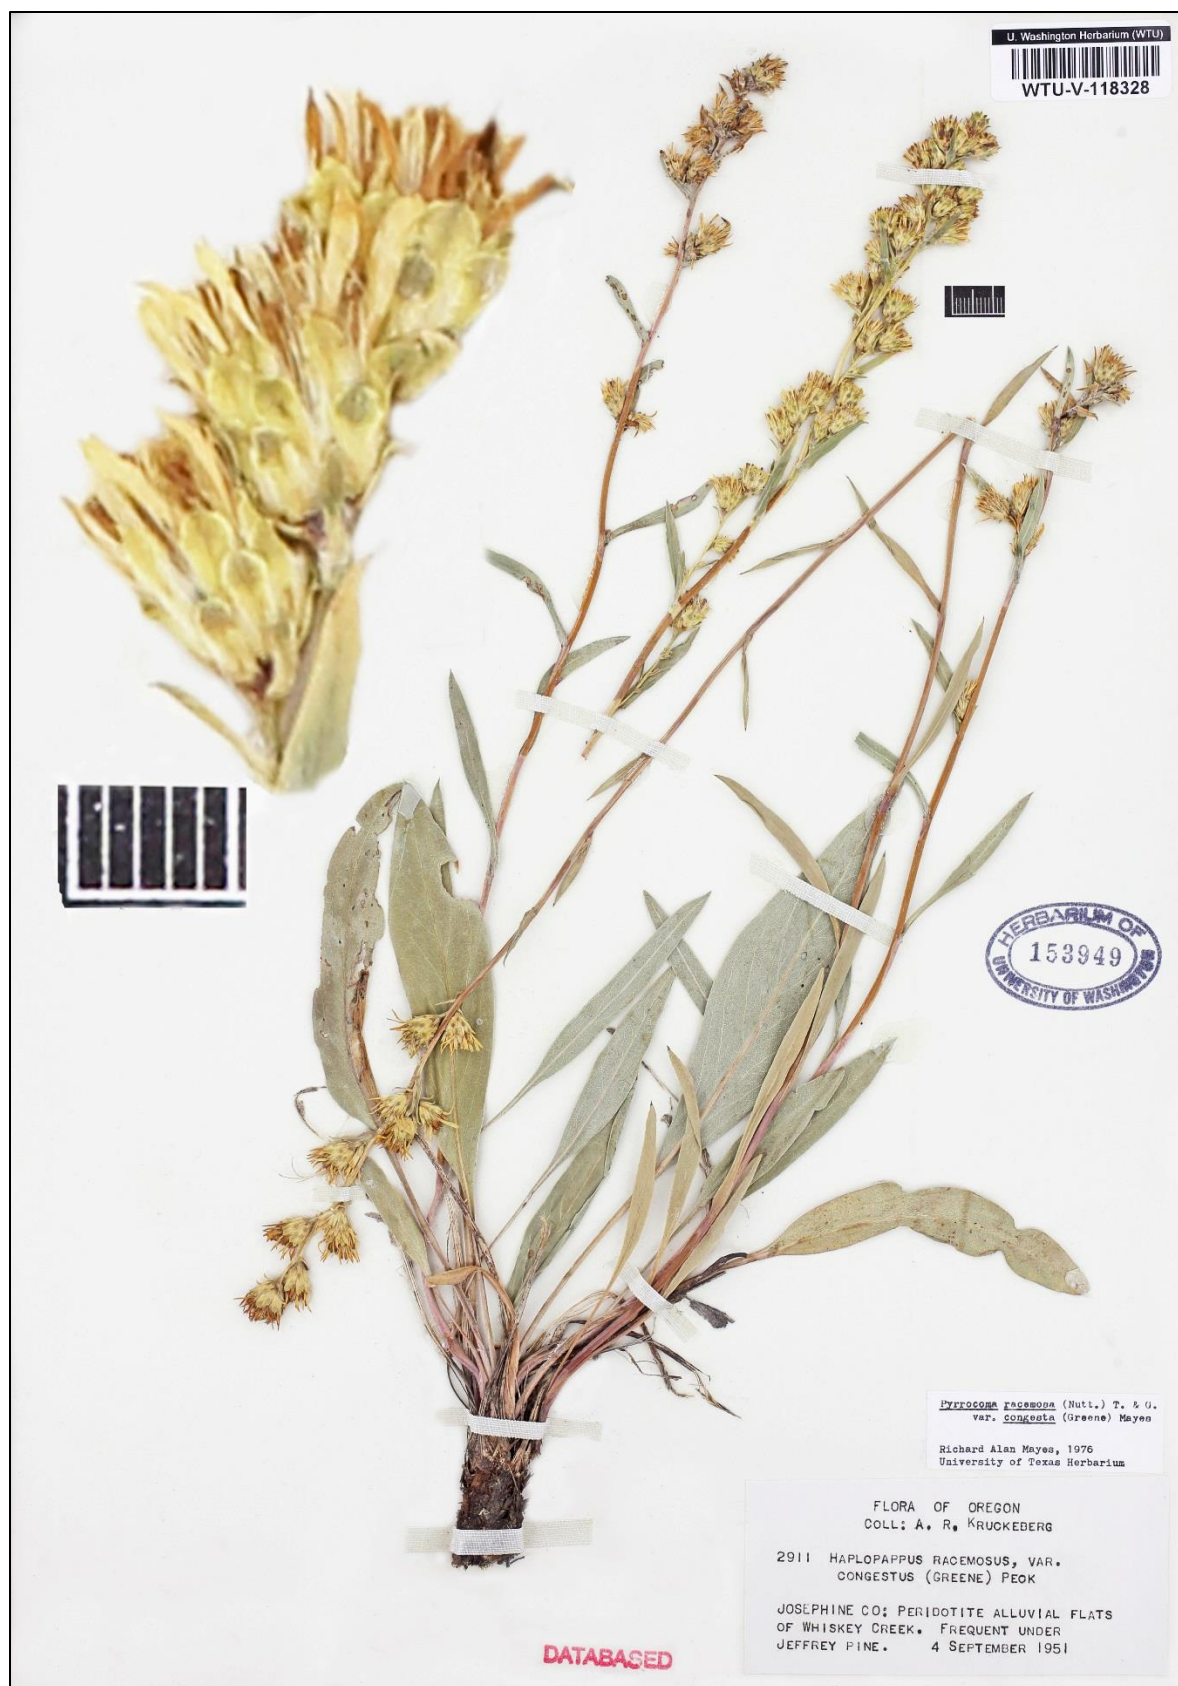 U. Washington Herbarium (WTU)
WTU-V-118328
HERBARIUM OF
153949
UNIVERSITY OF WASHINGTON
Pyrrocoma racemosa (Nutt.) T. & G.
var. congesta (Greene) Mayes
Richard Alan Mayes, 1976
University of Texas Herbarium
FLORA OF OREGON
COLL: A. R. KRUCKEBERG
2911 HAPLOPAPPUS RACEMOSUS, VAR.
CONGESTUS (GREENE) PECK
JOSEPHINE CO: PERIDOTITE ALLUVIAL FLATS
OF WHISKEY CREEK. FREQUENT UNDER
JEFFREY PINE. 4 SEPTEMBER 1951
DATABASED